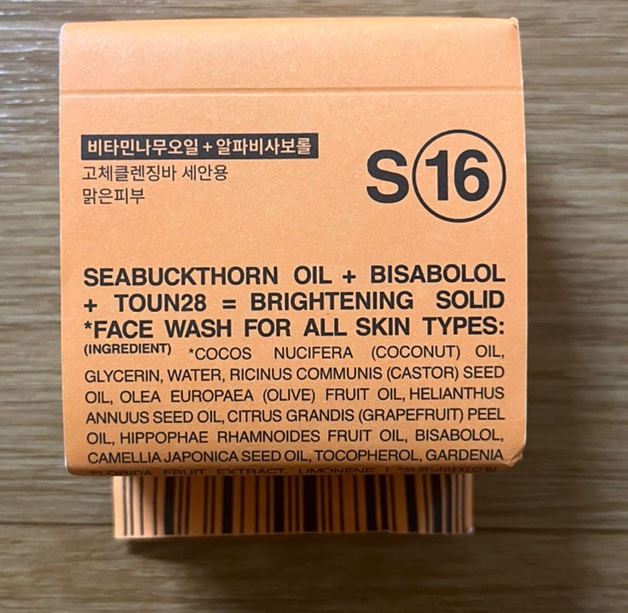 비타민나무오일 + 알파비사보롤
고체클렌징바 세안용
맑은피부
S16
SEABUCKTHORN OIL + BISABOLOL
+ TOUN28 = BRIGHTENING SOLID
*FACE WASH FOR ALL SKIN TYPES:
(INGREDIENT) *COCOS NUCIFERA (COCONUT) OIL,
GLYCERIN, WATER, RICINUS COMMUNIS (CASTOR) SEED
OIL, OLEA EUROPAEA (OLIVE) FRUIT OIL, HELIANTHUS
ANNUUS SEED OIL, CITRUS GRANDIS (GRAPEFRUIT) PEEL
OIL, HIPPOPHAE RHAMNOIDES FRUIT OIL, BISABOLOL,
CAMELLIA JAPONICA SEED OIL, TOCOPHEROL, GARDENIA
FLORIDA FRUIT EXTRACT, LIMONENE /